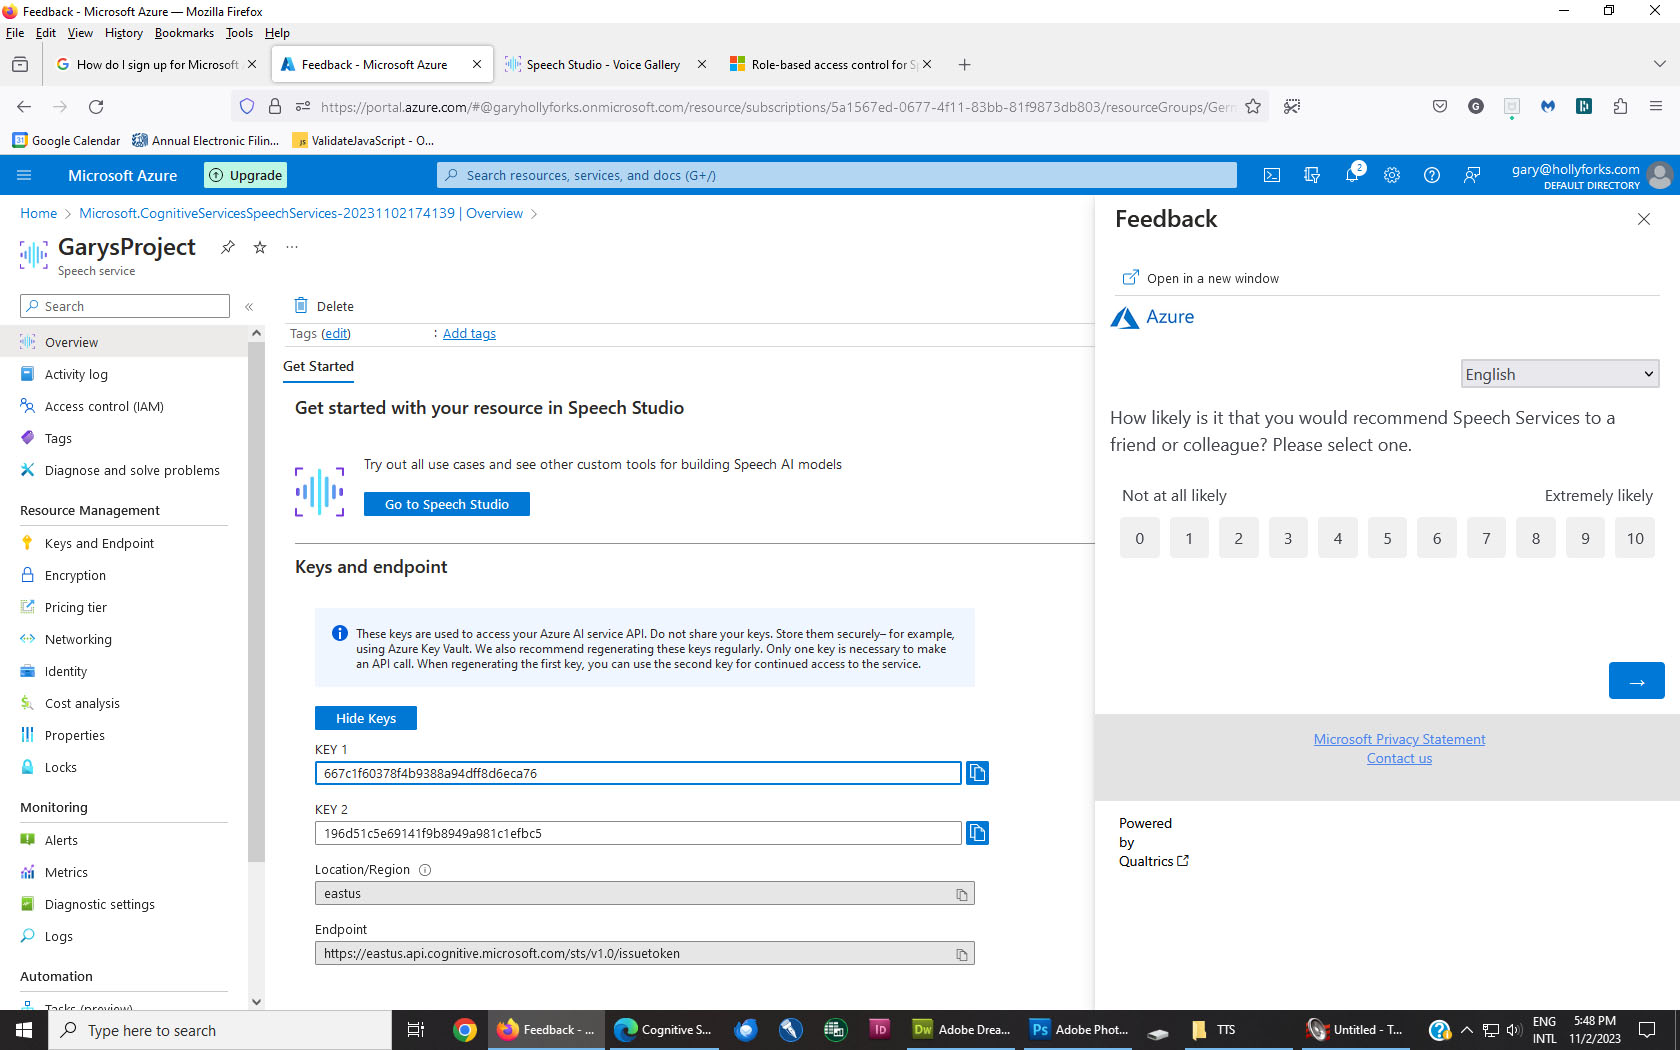 Feedback - Microsoft Azure — Mozilla Firefox
File Edit View History Bookmarks Tools Help
How do I sign up for Microsoft
Feedback - Microsoft Azure
Speech Studio - Voice Gallery
Role-based access control for Sp
https://portal.azure.com/#@garyhollyforks.onmicrosoft.com/resource/subscriptions/5a1567ed-0677-4f11-83bb-81f9873db803/resourceGroups/Gern
Google Calendar
Annual Electronic Filin...
ValidateJavaScript - O...
Microsoft Azure
Upgrade
Search resources, services, and docs (G+/)
2
gary@hollyforks.com
DEFAULT DIRECTORY
Home > Microsoft.CognitiveServicesSpeechServices-20231102174139 | Overview >
GarysProject
Speech service
Search
Overview
Activity log
Access control (IAM)
Tags
Diagnose and solve problems
Resource Management
Keys and Endpoint
Encryption
Pricing tier
Networking
Identity
Cost analysis
Properties
Locks
Monitoring
Alerts
Metrics
Diagnostic settings
Logs
Automation
Tasks (preview)
Delete
Tags (edit) : Add tags
Get Started
Get started with your resource in Speech Studio
Try out all use cases and see other custom tools for building Speech AI models
Go to Speech Studio
Keys and endpoint
These keys are used to access your Azure AI service API. Do not share your keys. Store them securely– for example,
using Azure Key Vault. We also recommend regenerating these keys regularly. Only one key is necessary to make
an API call. When regenerating the first key, you can use the second key for continued access to the service.
Hide Keys
KEY 1
667c1f60378f4b9388a94dff8d6eca76
KEY 2
196d51c5e69141f9b8949a981c1efbc5
Location/Region
eastus
Endpoint
https://eastus.api.cognitive.microsoft.com/sts/v1.0/issuetoken
Feedback
Open in a new window
Azure
English
How likely is it that you would recommend Speech Services to a
friend or colleague? Please select one.
Not at all likely Extremely likely
0 1 2 3 4 5 6 7 8 9 10
→
Microsoft Privacy Statement
Contact us
Powered
by
Qualtrics
Type here to search
Feedback - ...
Cognitive S...
Adobe Drea...
Adobe Phot...
TTS
Untitled - T...
ENG
INTL
5:48 PM
11/2/2023